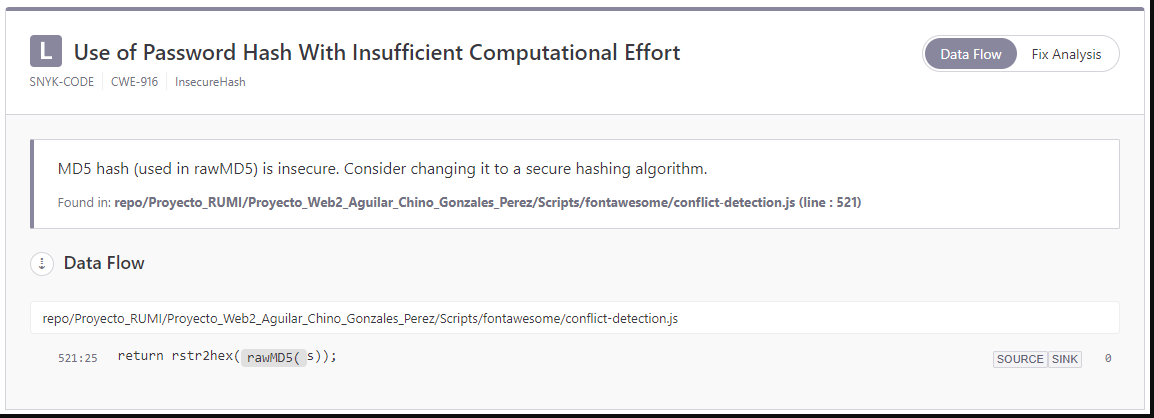 L Use of Password Hash With Insufficient Computational Effort
Data Flow Fix Analysis
SNYK-CODE CWE-916 InsecureHash
MD5 hash (used in rawMD5) is insecure. Consider changing it to a secure hashing algorithm.
Found in: repo/Proyecto_RUMI/Proyecto_Web2_Aguilar_Chino_Gonzales_Perez/Scripts/fontawesome/conflict-detection.js (line : 521)
Data Flow
repo/Proyecto_RUMI/Proyecto_Web2_Aguilar_Chino_Gonzales_Perez/Scripts/fontawesome/conflict-detection.js
521:25 return rstr2hex(rawMD5(s)); SOURCE SINK 0